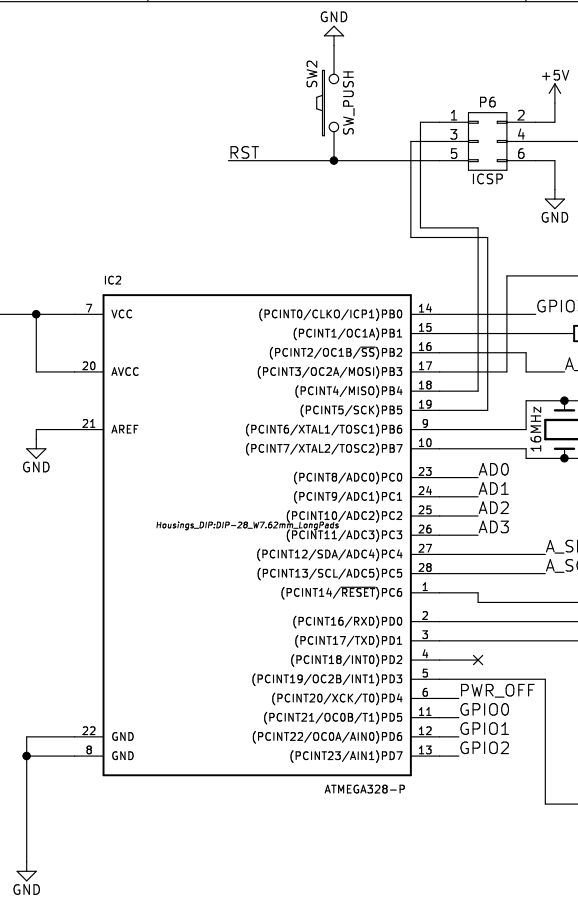 GND
SW2
SW_PUSH
+5V
P6
1 2
3 4
5 6
RST
ICSP
GND
IC2
7 VCC
20 AVCC
21 AREF
GND
(PCINT0/CLKO/ICP1)PB0 14 GPIO
(PCINT1/OC1A)PB1 15
(PCINT2/OC1B/SS)PB2 16
A_
(PCINT3/OC2A/MOSI)PB3 17
(PCINT4/MISO)PB4 18
(PCINT5/SCK)PB5 19
(PCINT6/XTAL1/TOSC1)PB6 9
(PCINT7/XTAL2/TOSC2)PB7 10
16MHz
(PCINT8/ADC0)PC0 23 AD0
(PCINT9/ADC1)PC1 24 AD1
(PCINT10/ADC2)PC2 25 AD2
Housings_DIP:DIP-28_W7.62mm_LongPads
(PCINT11/ADC3)PC3 26 AD3
(PCINT12/SDA/ADC4)PC4 27
(PCINT13/SCL/ADC5)PC5 28
(PCINT14/RESET)PC6 1
(PCINT16/RXD)PD0 2
(PCINT17/TXD)PD1 3
(PCINT18/INT0)PD2 4
(PCINT19/OC2B/INT1)PD3 5
(PCINT20/XCK/T0)PD4 6 PWR_OFF
(PCINT21/OC0B/T1)PD5 11 GPIO0
(PCINT22/OC0A/AIN0)PD6 12 GPIO1
(PCINT23/AIN1)PD7 13 GPIO2
22 GND
8 GND
ATMEGA328-P
GND